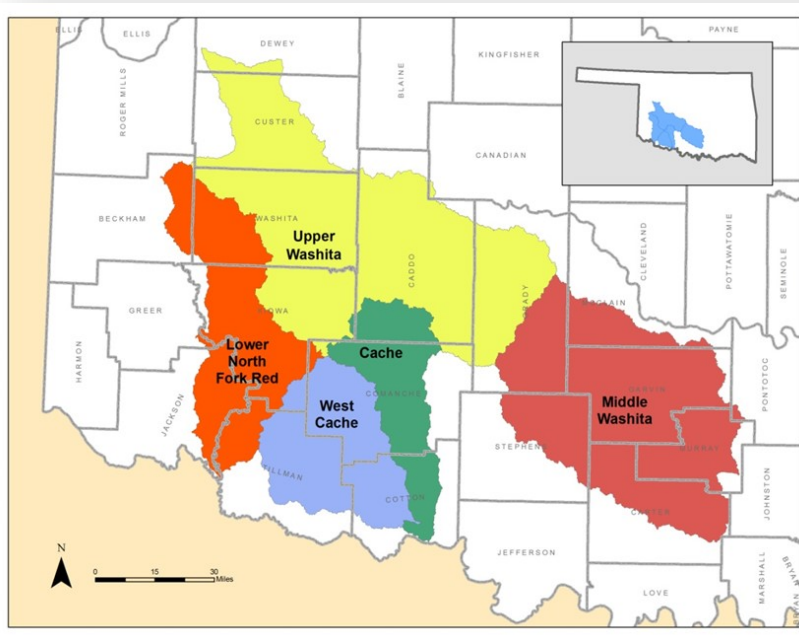 ELLIS
ELLIS
DEWEY
PAYNE
KINGFISHER
BLAINE
ROGER MILLS
CUSTER
CANADIAN
BECKHAM
WASHITA
Upper
Washita
CADDO
CLEVELAND
POTTAWATOMIE
SEMINOLE
GREER
Lower
North
Fork Red
Cache
HARMON
JACKSON
West
Cache
COMANCHE
Middle
Washita
GARVIN
PONTOTOC
STEPHENS
MURRAY
TILLMAN
COTTON
CARTER
JOHNSTON
JEFFERSON
LOVE
MARSHALL
BRYAN
N
0 15 30
Miles